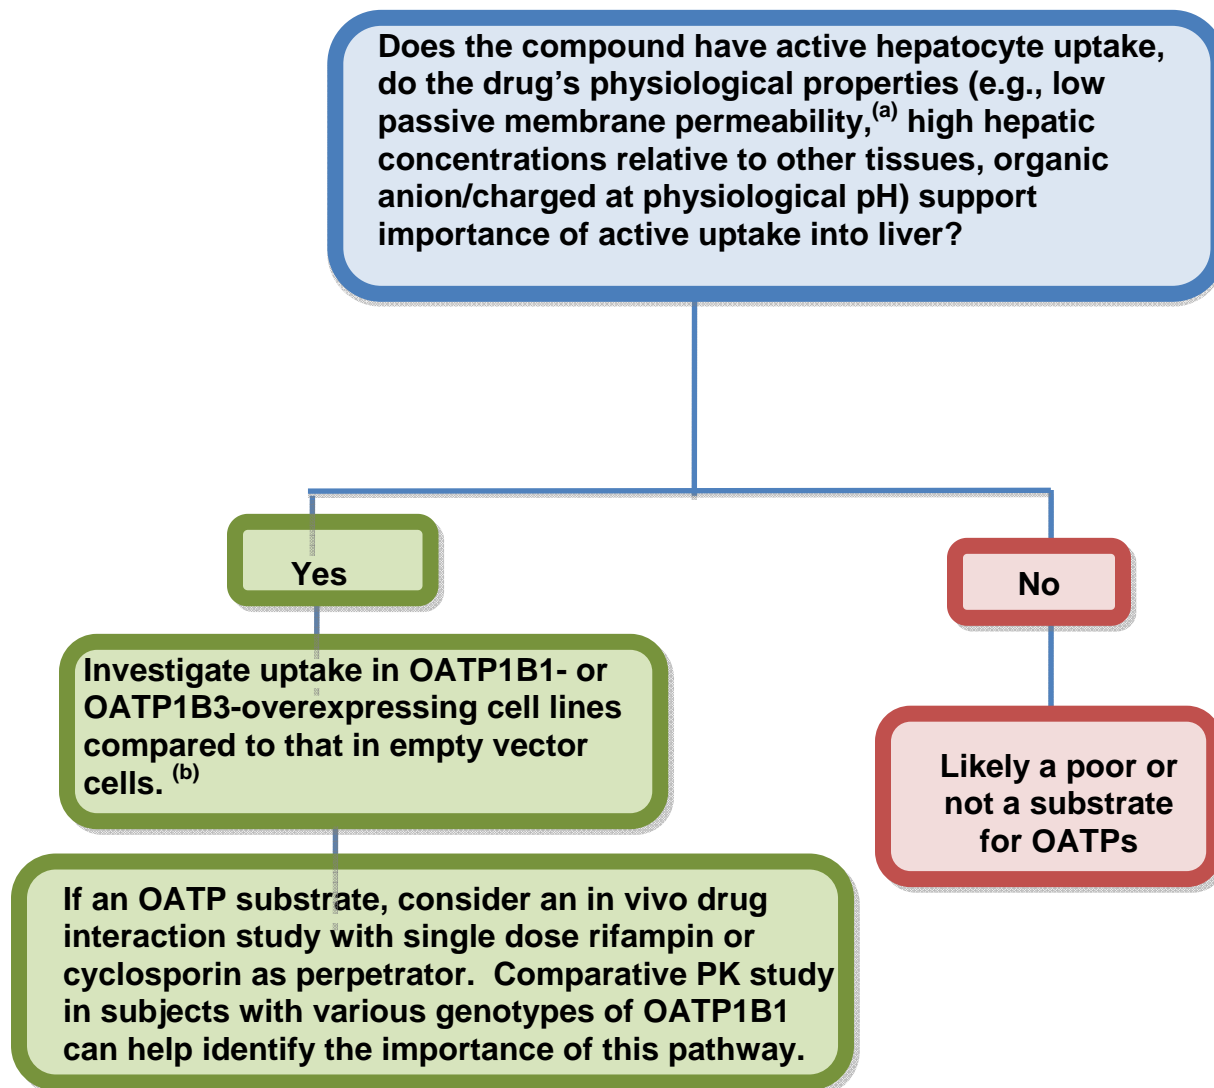 Does the compound have active hepatocyte uptake,
do the drug's physiological properties (e.g., low
passive membrane permeability,(a) high hepatic
concentrations relative to other tissues, organic
anion/charged at physiological pH) support
importance of active uptake into liver?
Yes
No
Investigate uptake in OATP1B1- or
OATP1B3-overexpressing cell lines
compared to that in empty vector
cells. (b)
Likely a poor or
not a substrate
for OATPs
If an OATP substrate, consider an in vivo drug
interaction study with single dose rifampin or
cyclosporin as perpetrator.  Comparative PK study
in subjects with various genotypes of OATP1B1
can help identify the importance of this pathway.